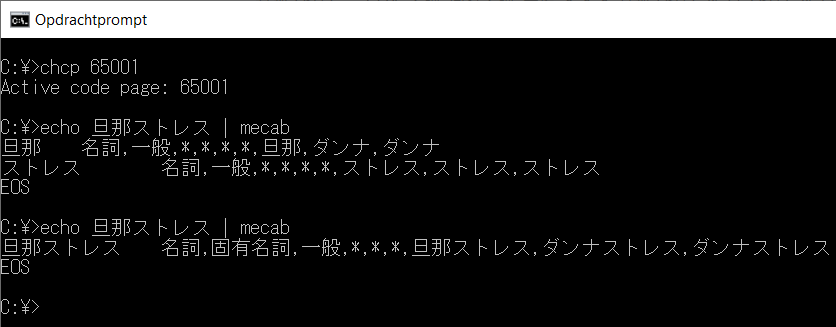 Opdrachtprompt
C:¥>chcp 65001
Active code page: 65001
C:¥>echo 旦那ストレス | mecab
旦那	名詞,一般,*,*,*,*,旦那,ダンナ,ダンナ
ストレス	名詞,一般,*,*,*,*,ストレス,ストレス,ストレス
EOS
C:¥>echo 旦那ストレス | mecab
旦那ストレス	名詞,固有名詞,一般,*,*,*,旦那ストレス,ダンナストレス,ダンナストレス
EOS
C:¥>